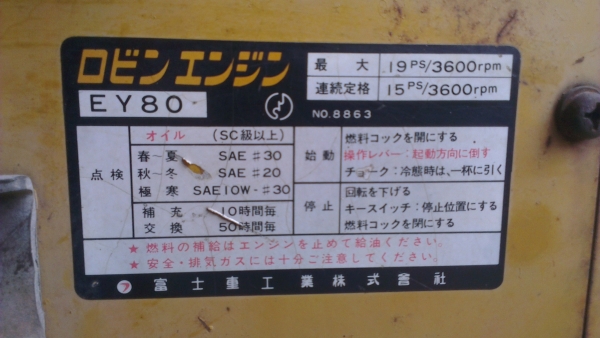 ロビンエンジン
EY80
最大 19PS/3600rpm
連続定格 15PS/3600rpm
NO.8863
点検
オイル (SC級以上)
春~夏 SAE #30
秋~冬 SAE #20
極寒 SAE10W-#30
補充 10時間毎
交換 50時間毎
始動
燃料コックを開にする
操作レバー:起動方向に倒す
チョーク:冷態時は、一杯に引く
停止
回転を下げる
キースイッチ:停止位置にする
燃料コックを閉にする
★燃料の補給はエンジンを止めて給油ください
★安全・排気ガスには十分ご注意してください。
富士重工業株式會社